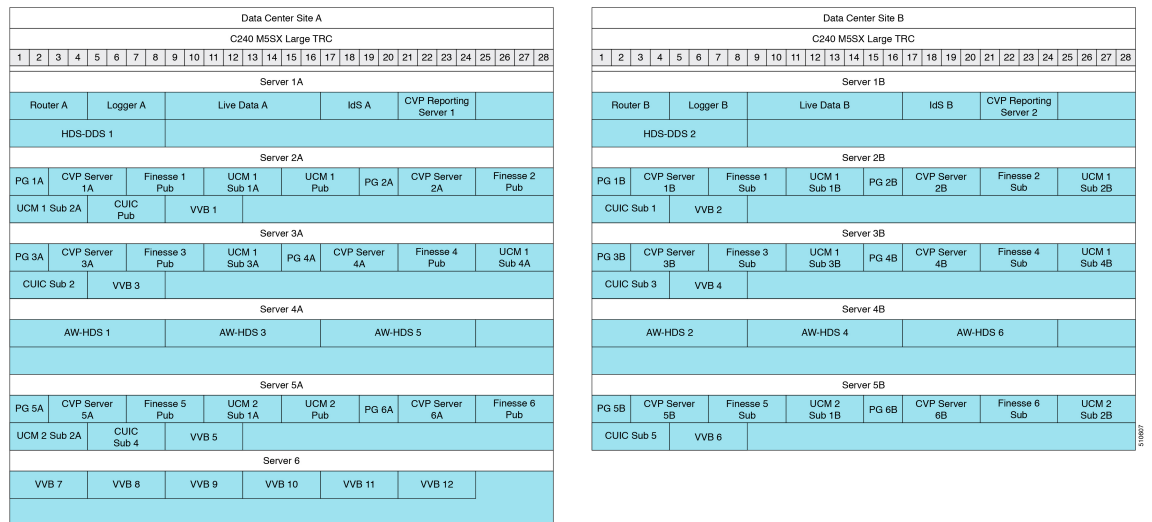 Data Center Site A
C240 M5SX Large TRC
1 2 3 4 5 6 7 8 9 10 11 12 13 14 15 16 17 18 19 20 21 22 23 24 25 26 27 28
Server 1A
Router A Logger A Live Data A IdS A CVP Reporting Server 1
HDS-DDS 1
Server 2A
PG 1A CVP Server 1A Finesse 1 Pub UCM 1 Sub 1A UCM 1 Pub PG 2A CVP Server 2A Finesse 2 Pub
UCM 1 Sub 2A CUIC Pub VVB 1
Server 3A
PG 3A CVP Server 3A Finesse 3 Pub UCM 1 Sub 3A PG 4A CVP Server 4A Finesse 4 Pub UCM 1 Sub 4A
CUIC Sub 2 VVB 3
Server 4A
AW-HDS 1 AW-HDS 3 AW-HDS 5
Server 5A
PG 5A CVP Server 5A Finesse 5 Pub UCM 2 Sub 1A UCM 2 Pub PG 6A CVP Server 6A Finesse 6 Pub
UCM 2 Sub 2A CUIC Sub 4 VVB 5
Server 6
VVB 7 VVB 8 VVB 9 VVB 10 VVB 11 VVB 12
Data Center Site B
C240 M5SX Large TRC
1 2 3 4 5 6 7 8 9 10 11 12 13 14 15 16 17 18 19 20 21 22 23 24 25 26 27 28
Server 1B
Router B Logger B Live Data B IdS B CVP Reporting Server 2
HDS-DDS 2
Server 2B
PG 1B CVP Server 1B Finesse 1 Sub UCM 1 Sub 1B PG 2B CVP Server 2B Finesse 2 Sub UCM 1 Sub 2B
CUIC Sub 1 VVB 2
Server 3B
PG 3B CVP Server 3B Finesse 3 Sub UCM 1 Sub 3B PG 4B CVP Server 4B Finesse 4 Sub UCM 1 Sub 4B
CUIC Sub 3 VVB 4
Server 4B
AW-HDS 2 AW-HDS 4 AW-HDS 6
Server 5B
PG 5B CVP Server 5B Finesse 5 Sub UCM 2 Sub 1B PG 6B CVP Server 6B Finesse 6 Sub UCM 2 Sub 2B
CUIC Sub 5 VVB 6
510607